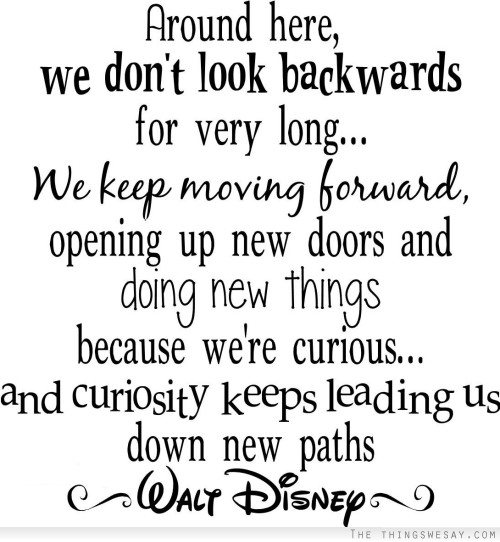 Around here,
we don't look backwards
for very long...
We keep moving forward,
opening up new doors and
doing new things
because we're curious...
and curiosity keeps leading us
down new paths
Walt Disney
The thingswesay.com